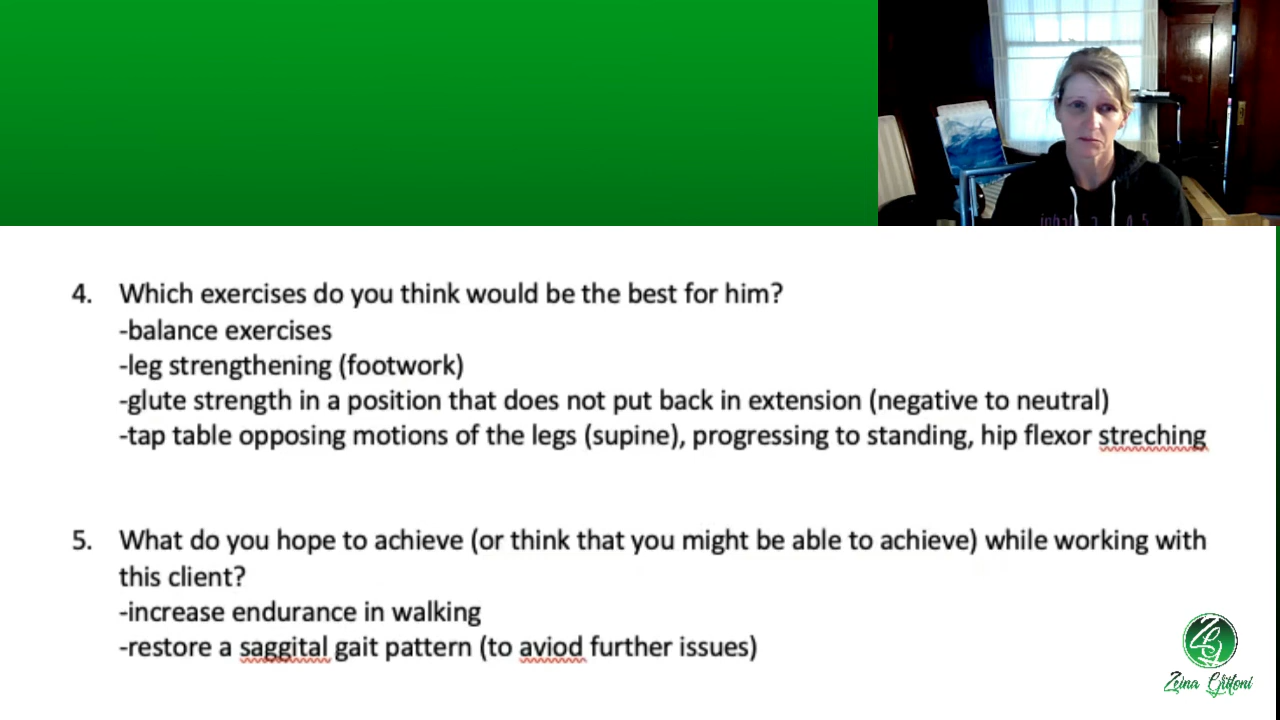 4. Which exercises do you think would be the best for him?
-balance exercises
-leg strengthening (footwork)
-glute strength in a position that does not put back in extension (negative to neutral)
-tap table opposing motions of the legs (supine), progressing to standing, hip flexor streching
5. What do you hope to achieve (or think that you might be able to achieve) while working with
this client?
-increase endurance in walking
-restore a saggital gait pattern (to aviod further issues)
Zeina Grifoni